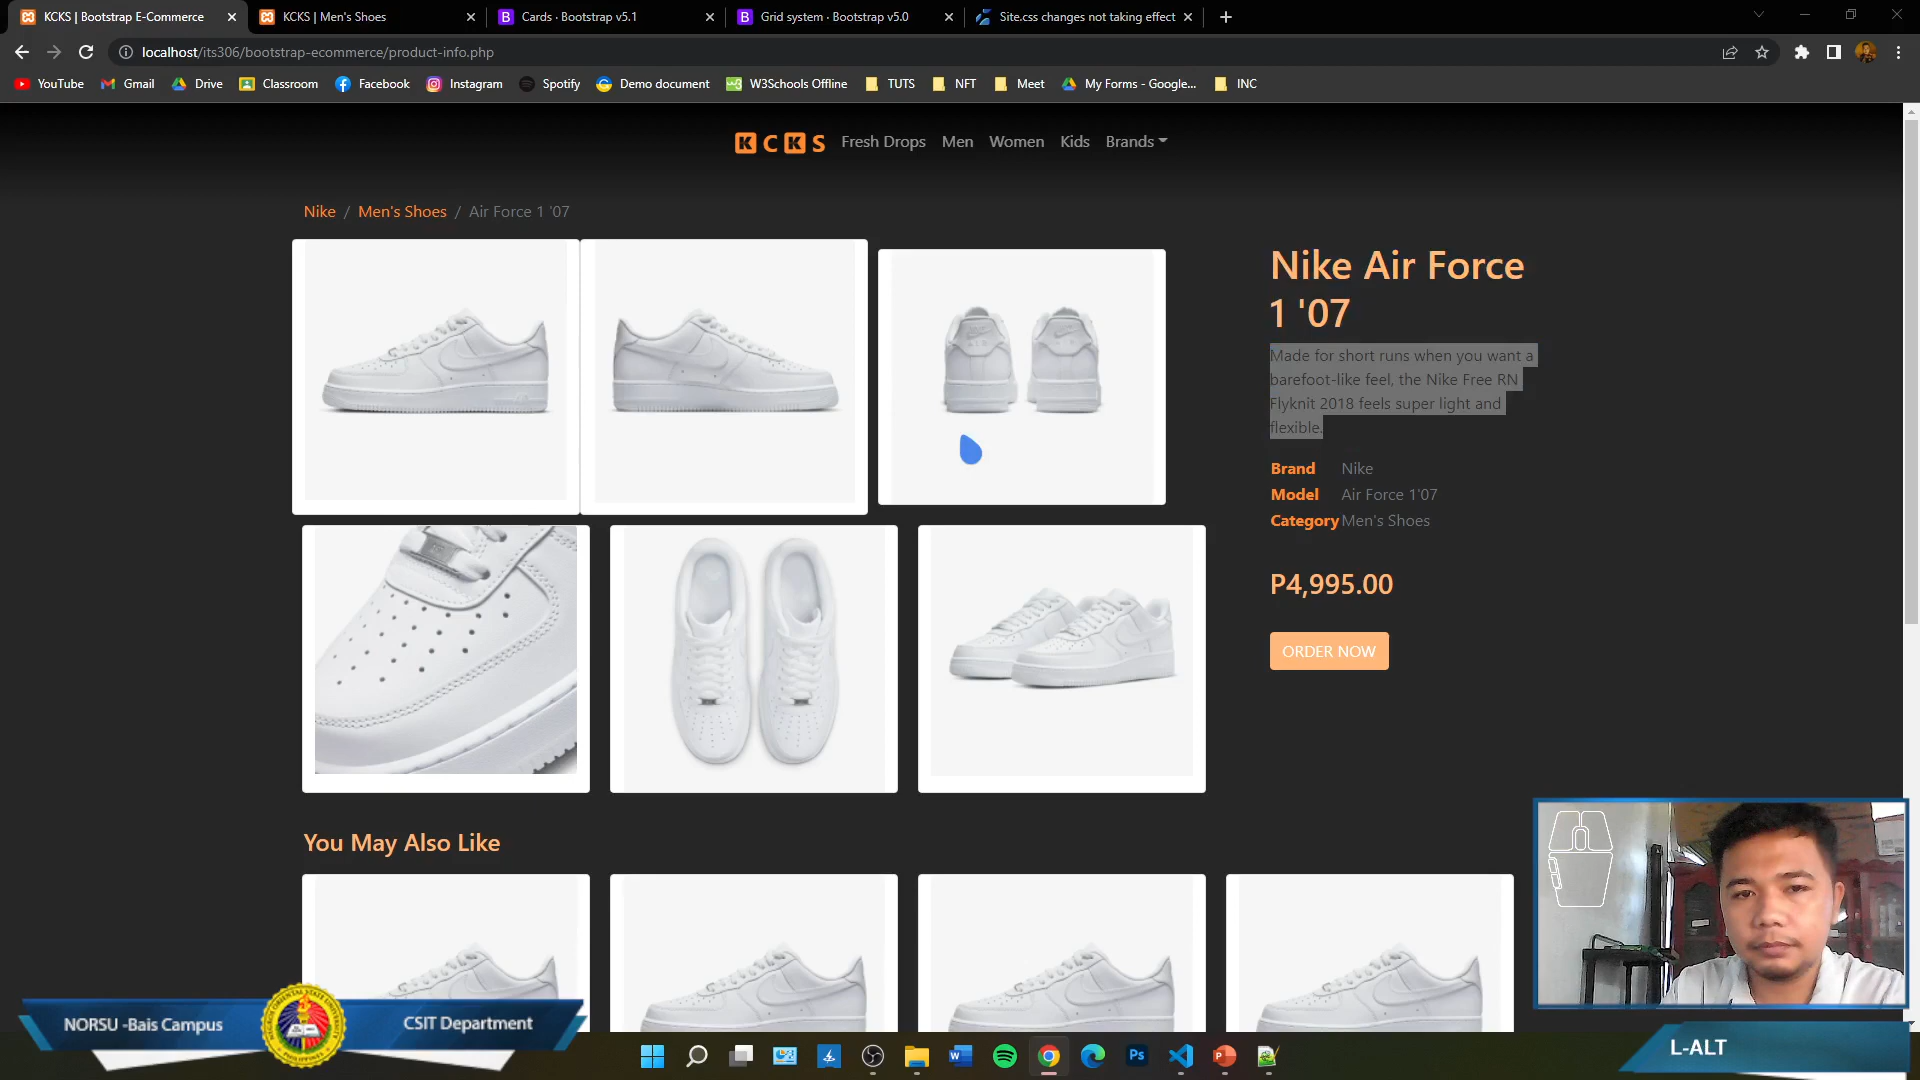 KCKS | Bootstrap E-Commerce
KCKS | Men's Shoes
Cards · Bootstrap v5.1
Grid system · Bootstrap v5.0
Site.css changes not taking effect
localhost/its306/bootstrap-ecommerce/product-info.php
YouTube
Gmail
Drive
Classroom
Facebook
Instagram
Spotify
Demo document
W3Schools Offline
TUTS
NFT
Meet
My Forms - Google...
INC
KCKS
Fresh Drops
Men
Women
Kids
Brands
Nike / Men's Shoes / Air Force 1 '07
Nike Air Force
1 '07
Made for short runs when you want a
barefoot-like feel, the Nike Free RN
Flyknit 2018 feels super light and
flexible.
Brand Nike
Model Air Force 1'07
Category Men's Shoes
P4,995.00
ORDER NOW
You May Also Like
NORSU -Bais Campus
CSIT Department
L-ALT